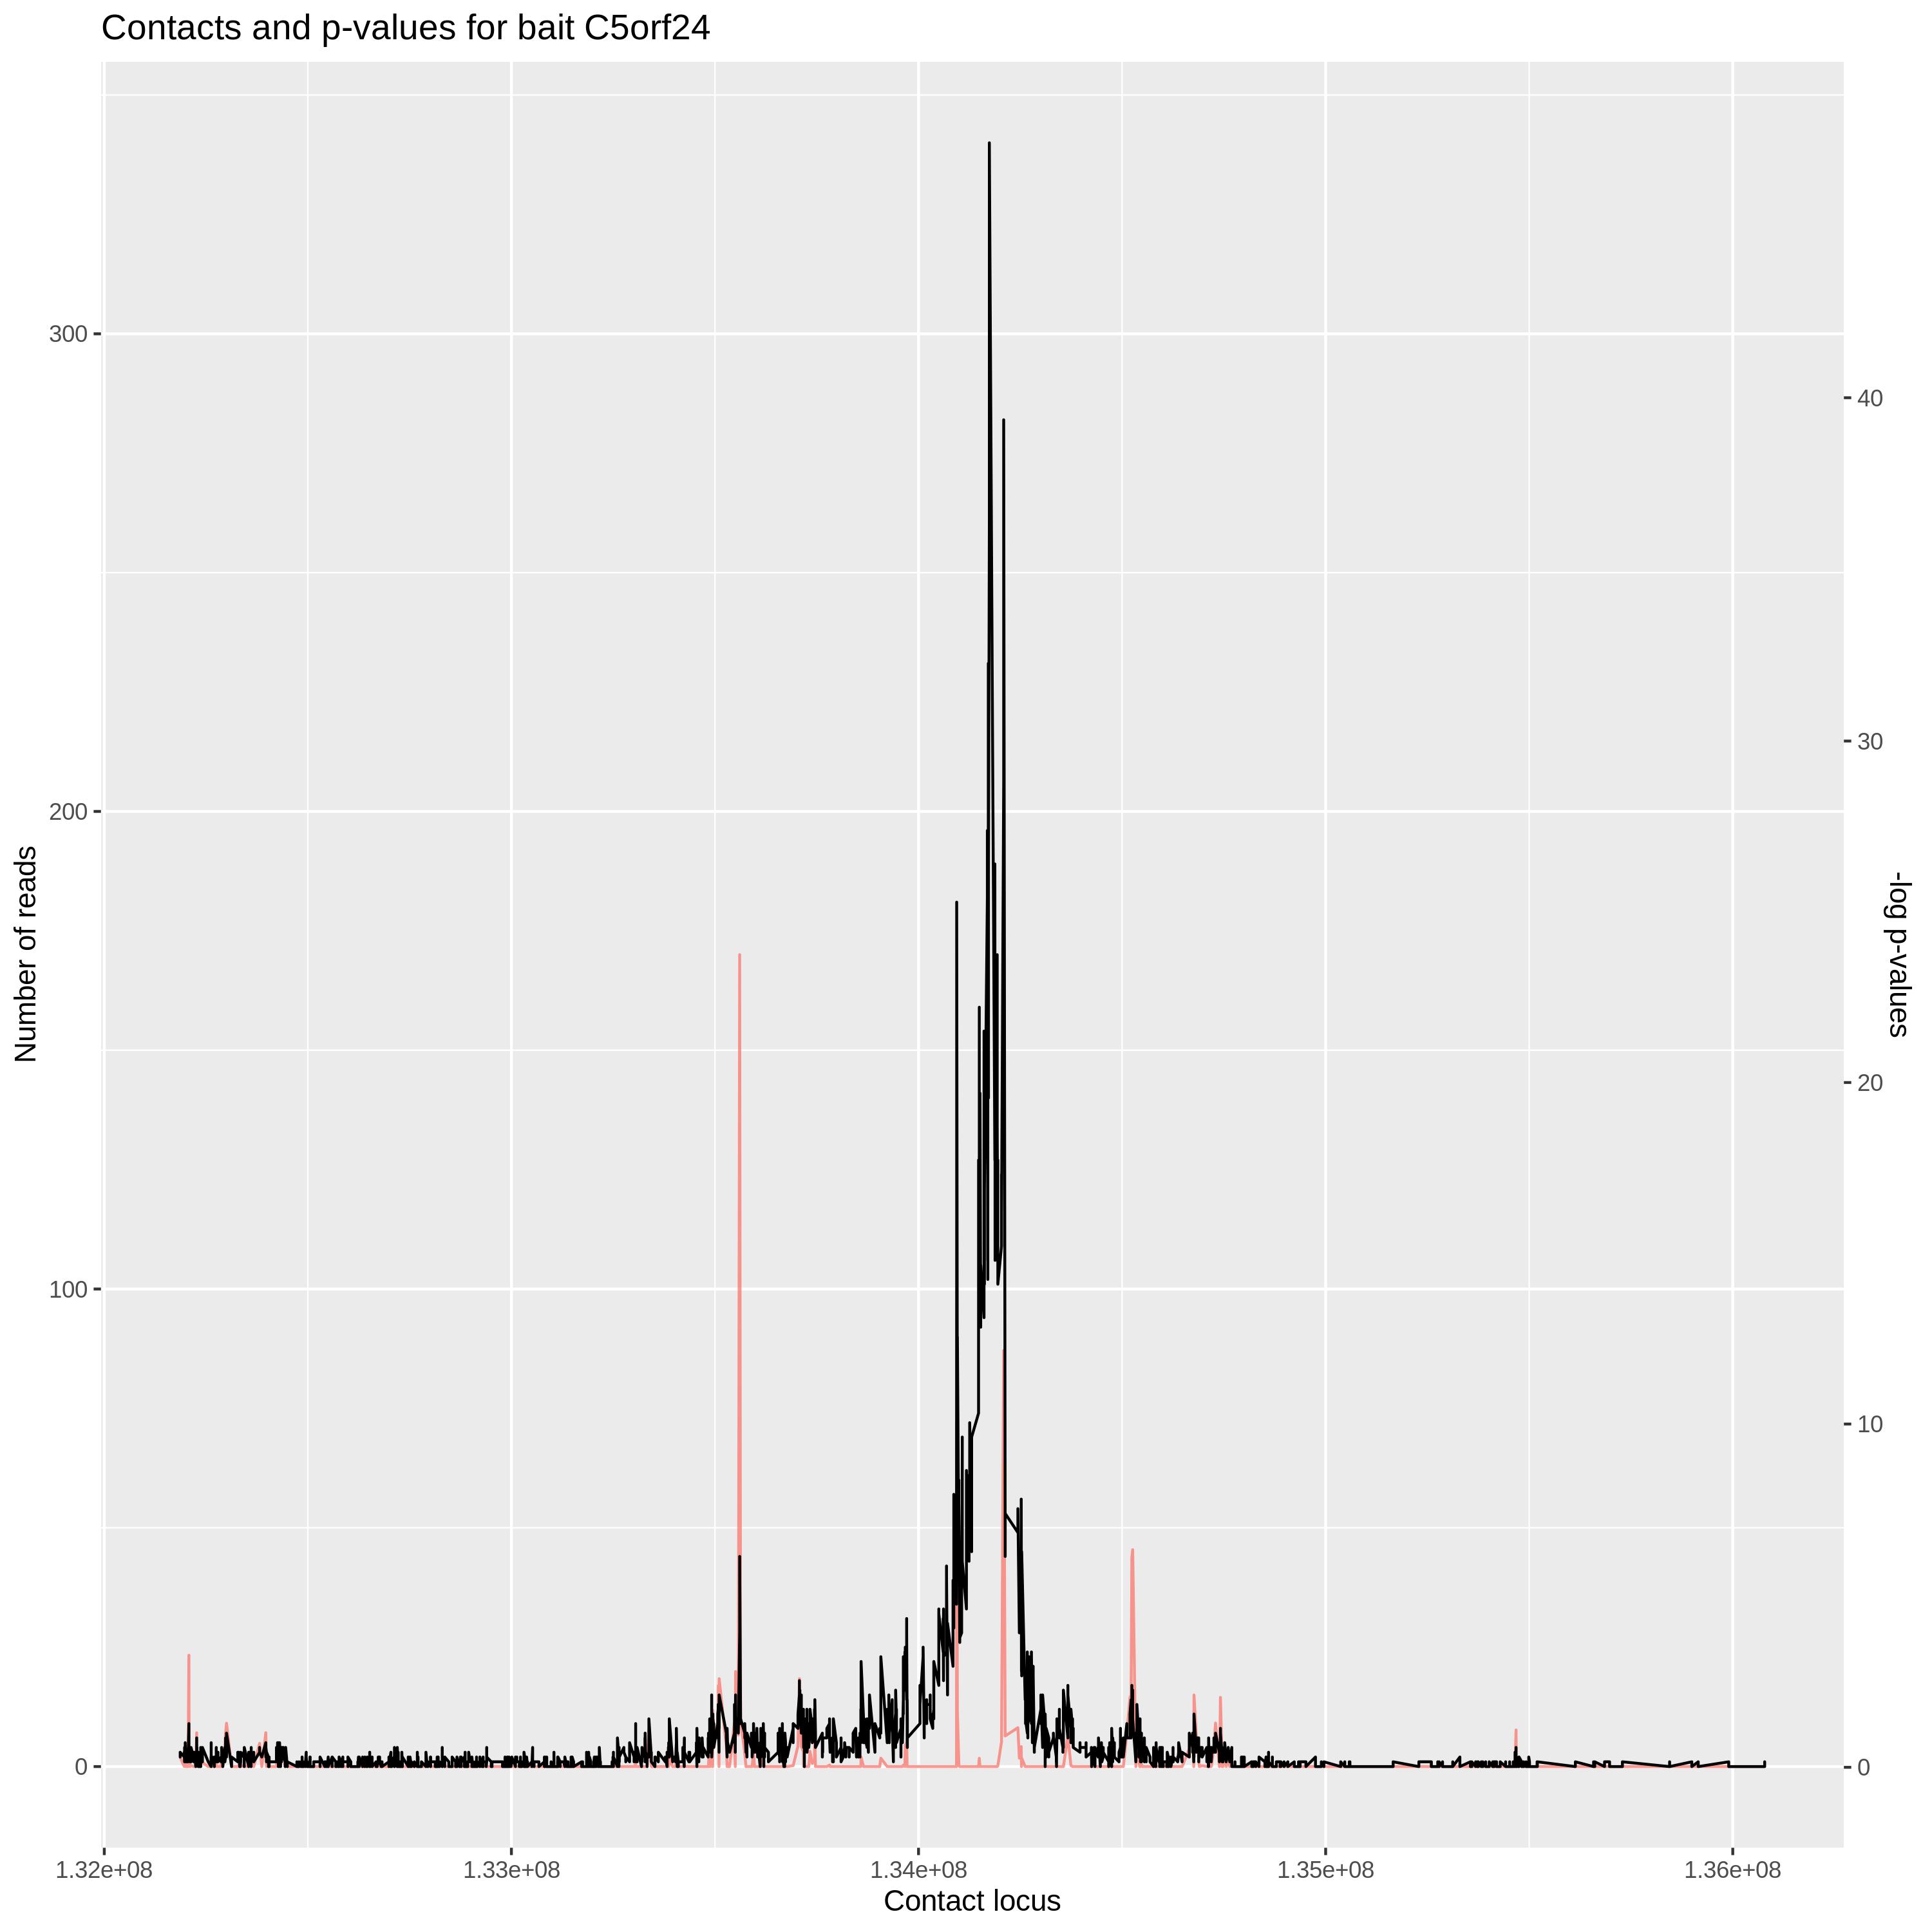 Contacts and p-values for bait C5orf24
Number of reads
300
200
100
0
-log p-values
40
30
20
10
0
1.32e+08
1.33e+08
1.34e+08
1.35e+08
1.36e+08
Contact locus